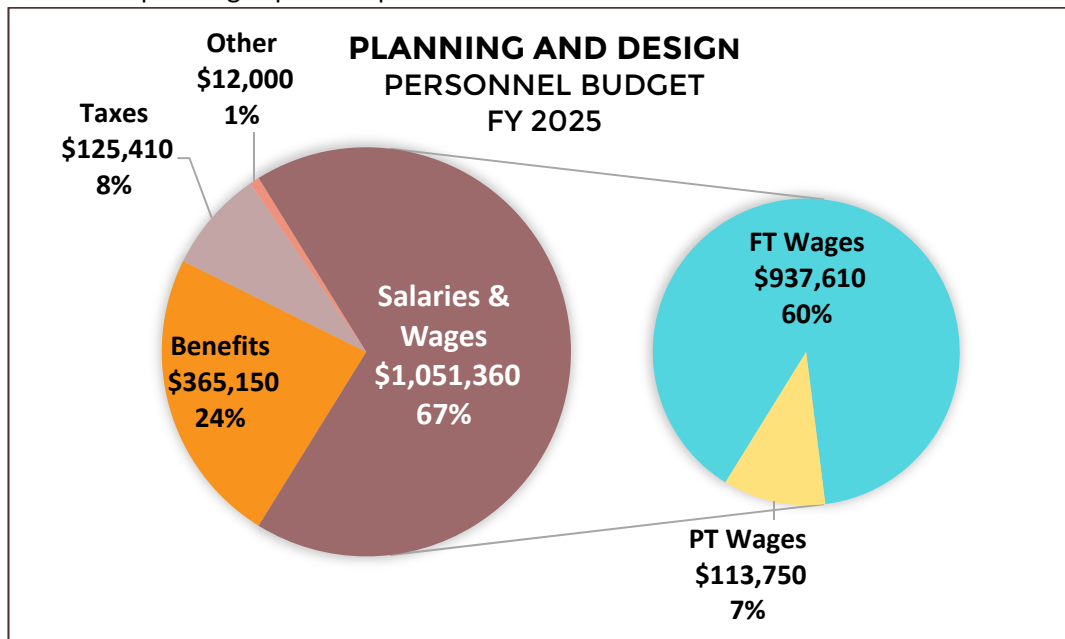 PLANNING AND DESIGN
PERSONNEL BUDGET
FY 2025
Other
$12,000
1%
Taxes
$125,410
8%
Benefits
$365,150
24%
Salaries &
Wages
$1,051,360
67%
FT Wages
$937,610
60%
PT Wages
$113,750
7%